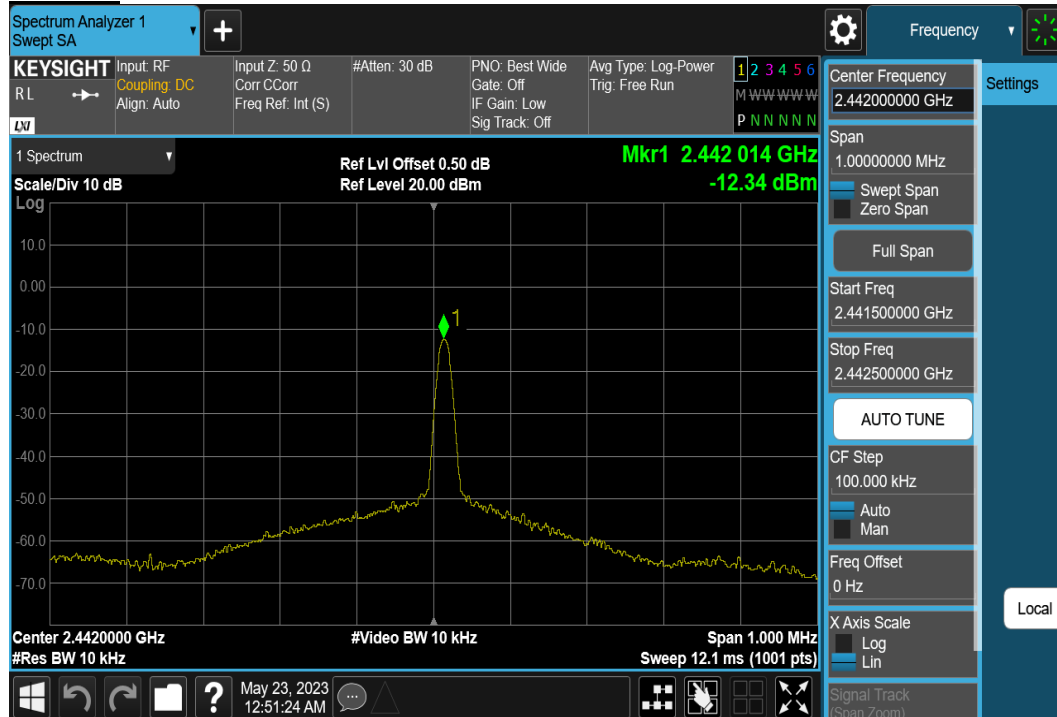 Spectrum Analyzer 1
Swept SA
+
Frequency
KEYSIGHT
RL
LXI
Input: RF
Coupling: DC
Align: Auto
Input Z: 50 Ω
Corr CCorr
Freq Ref: Int (S)
#Atten: 30 dB
PNO: Best Wide
Gate: Off
IF Gain: Low
Sig Track: Off
Avg Type: Log-Power
Trig: Free Run
1 2 3 4 5 6
M W W W W W
P N N N N N
1 Spectrum
Scale/Div 10 dB
Log
Ref Lvl Offset 0.50 dB
Ref Level 20.00 dBm
Mkr1 2.442 014 GHz
-12.34 dBm
10.0
0.00
-10.0
-20.0
-30.0
-40.0
-50.0
-60.0
-70.0
1
Center 2.4420000 GHz
#Res BW 10 kHz
#Video BW 10 kHz
Span 1.000 MHz
Sweep 12.1 ms (1001 pts)
Center Frequency
2.442000000 GHz
Settings
Span
1.00000000 MHz
Swept Span
Zero Span
Full Span
Start Freq
2.441500000 GHz
Stop Freq
2.442500000 GHz
AUTO TUNE
CF Step
100.000 kHz
Auto
Man
Freq Offset
0 Hz
Local
X Axis Scale
Log
Lin
Signal Track
(Span Zoom)
?
May 23, 2023
12:51:24 AM